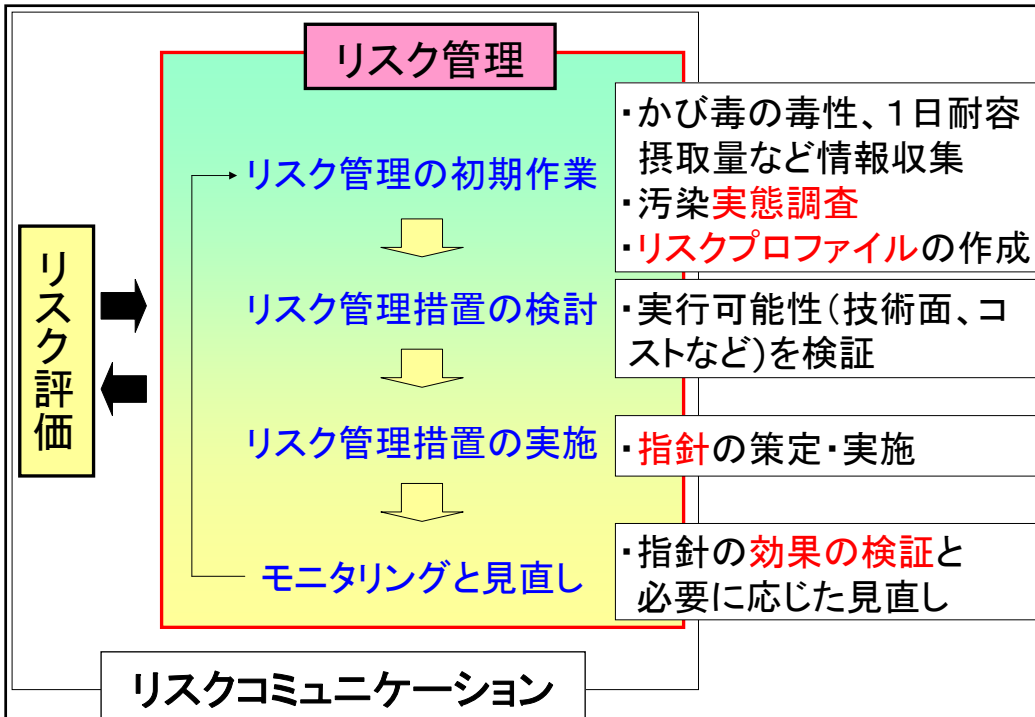 リスク管理
リスク管理の初期作業
・かび毒の毒性、１日耐容
摂取量など情報収集
・汚染実態調査
・リスクプロファイルの作成
リスク評価
リスク管理措置の検討
・実行可能性（技術面、コ
ストなど）を検証
リスク管理措置の実施
・指針の策定・実施
モニタリングと見直し
・指針の効果の検証と
必要に応じた見直し
リスクコミュニケーション